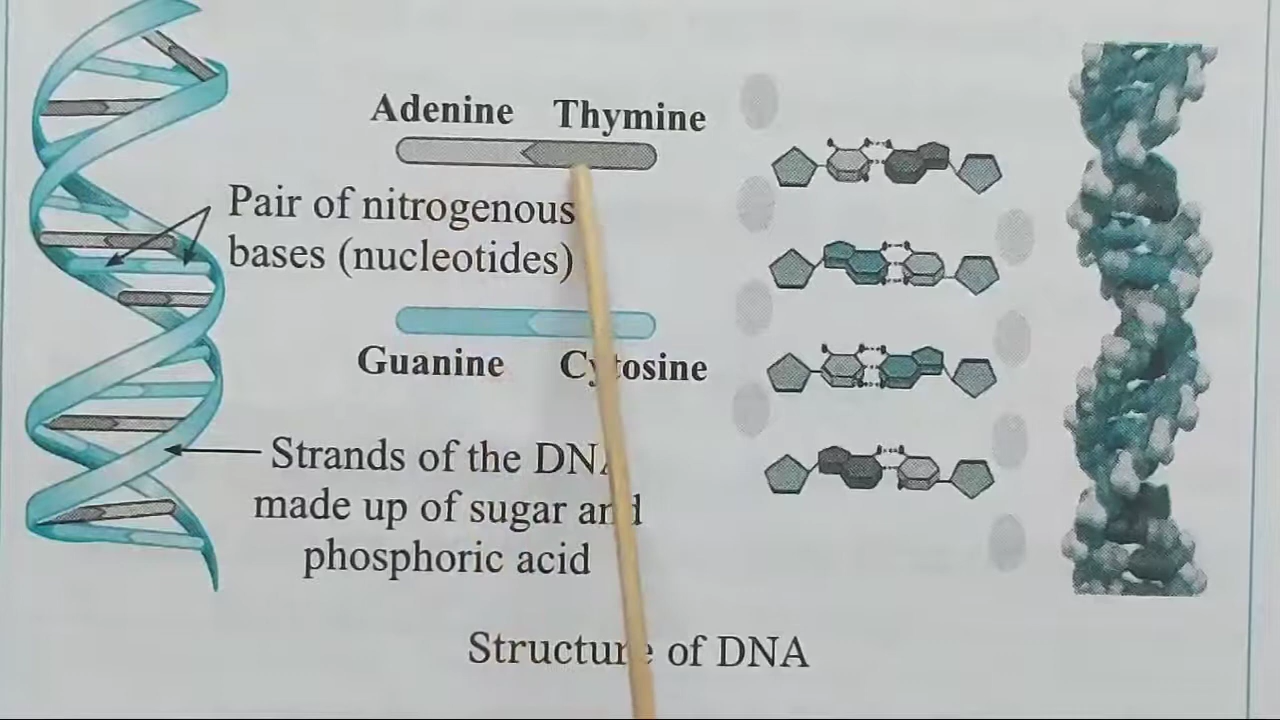 Adenine Thymine
Pair of nitrogenous
bases (nucleotides)
Guanine Cytosine
Strands of the DNA
made up of sugar and
phosphoric acid
Structure of DNA